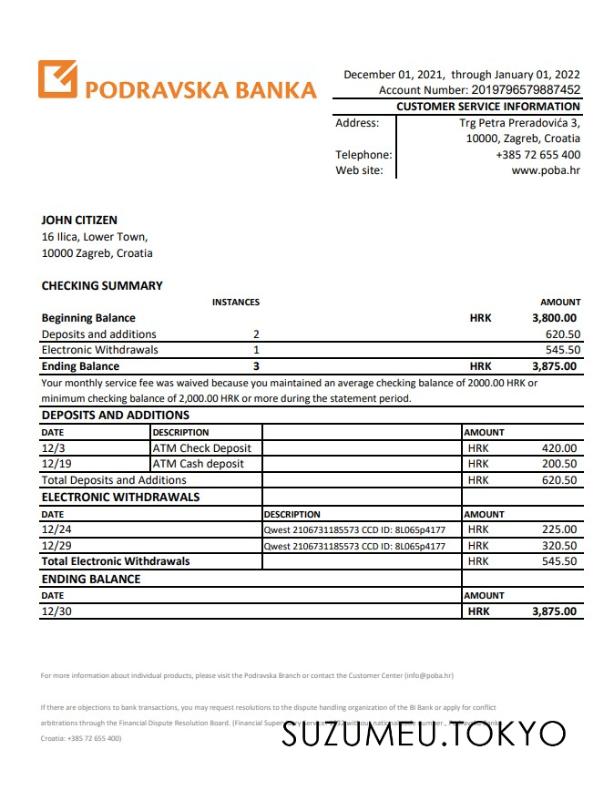 PODRAVSKA BANKA
December 01, 2021, through January 01, 2022
Account Number: 2019796579887452
CUSTOMER SERVICE INFORMATION
Address: Trg Petra Preradovića 3,
10000, Zagreb, Croatia
Telephone: +385 72 655 400
Web site: www.poba.hr
JOHN CITIZEN
16 Ilica, Lower Town,
10000 Zagreb, Croatia
CHECKING SUMMARY
INSTANCES AMOUNT
Beginning Balance HRK 3,800.00
Deposits and additions 2 620.50
Electronic Withdrawals 1 545.50
Ending Balance 3 HRK 3,875.00
Your monthly service fee was waived because you maintained an average checking balance of 2000.00 HRK or
minimum checking balance of 2,000.00 HRK or more during the statement period.
DEPOSITS AND ADDITIONS
DATE DESCRIPTION AMOUNT
12/3 ATM Check Deposit HRK 420.00
12/19 ATM Cash deposit HRK 200.50
Total Deposits and Additions HRK 620.50
ELECTRONIC WITHDRAWALS
DATE DESCRIPTION AMOUNT
12/24 Qwest 2106731185573 CCD ID: 8L065p4177 HRK 225.00
12/29 Qwest 2106731185573 CCD ID: 8L065p4177 HRK 320.50
Total Electronic Withdrawals HRK 545.50
ENDING BALANCE
DATE AMOUNT
12/30 HRK 3,875.00
For more information about individual products, please visit the Podravska Branch or contact the Customer Center (info@poba.hr)
If there are objections to bank transactions, you may request resolutions to the dispute handling organization of the BI Bank or apply for conflict
arbitrations through the Financial Dispute Resolution Board. (Financial
Croatia: +385 72 655 400)
SUZUMEU.TOKYO